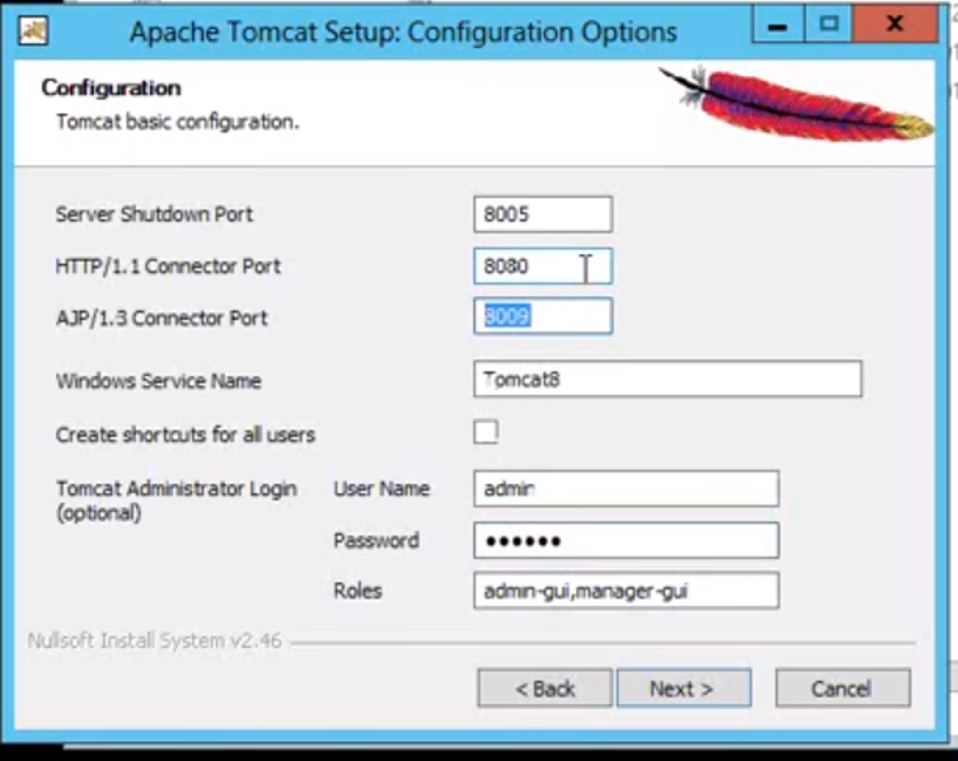 Apache Tomcat Setup: Configuration Options
Configuration
Tomcat basic configuration.
Server Shutdown Port 8005
HTTP/1.1 Connector Port 8080
AJP/1.3 Connector Port 8009
Windows Service Name Tomcat8
Create shortcuts for all users
Tomcat Administrator Login User Name admin
(optional)
Password ••••••
Roles admin-gui,manager-gui
Nullsoft Install System v2.46
< Back Next > Cancel